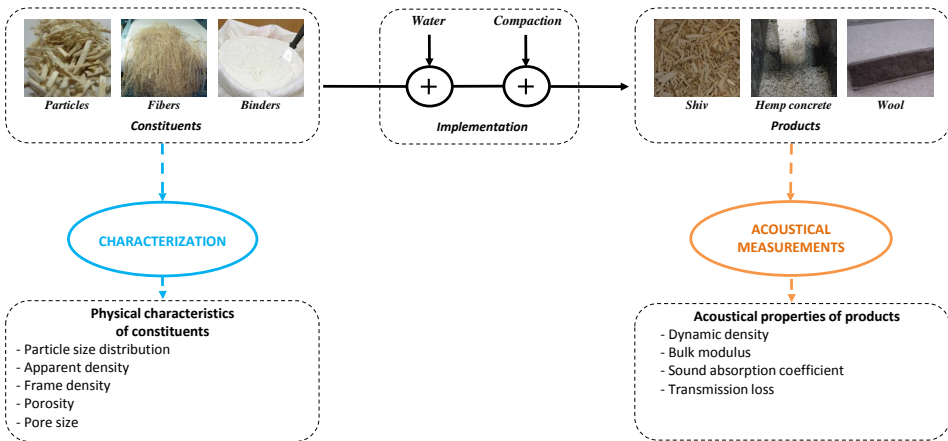 Particles
Fibers
Binders
Constituents
Water
Compaction
+
+
Implementation
Shiv
Hemp concrete
Wool
Products
CHARACTERIZATION
ACOUSTICAL
MEASUREMENTS
Physical characteristics
of constituents
- Particle size distribution
- Apparent density
- Frame density
- Porosity
- Pore size
Acoustical properties of products
- Dynamic density
- Bulk modulus
- Sound absorption coefficient
- Transmission loss